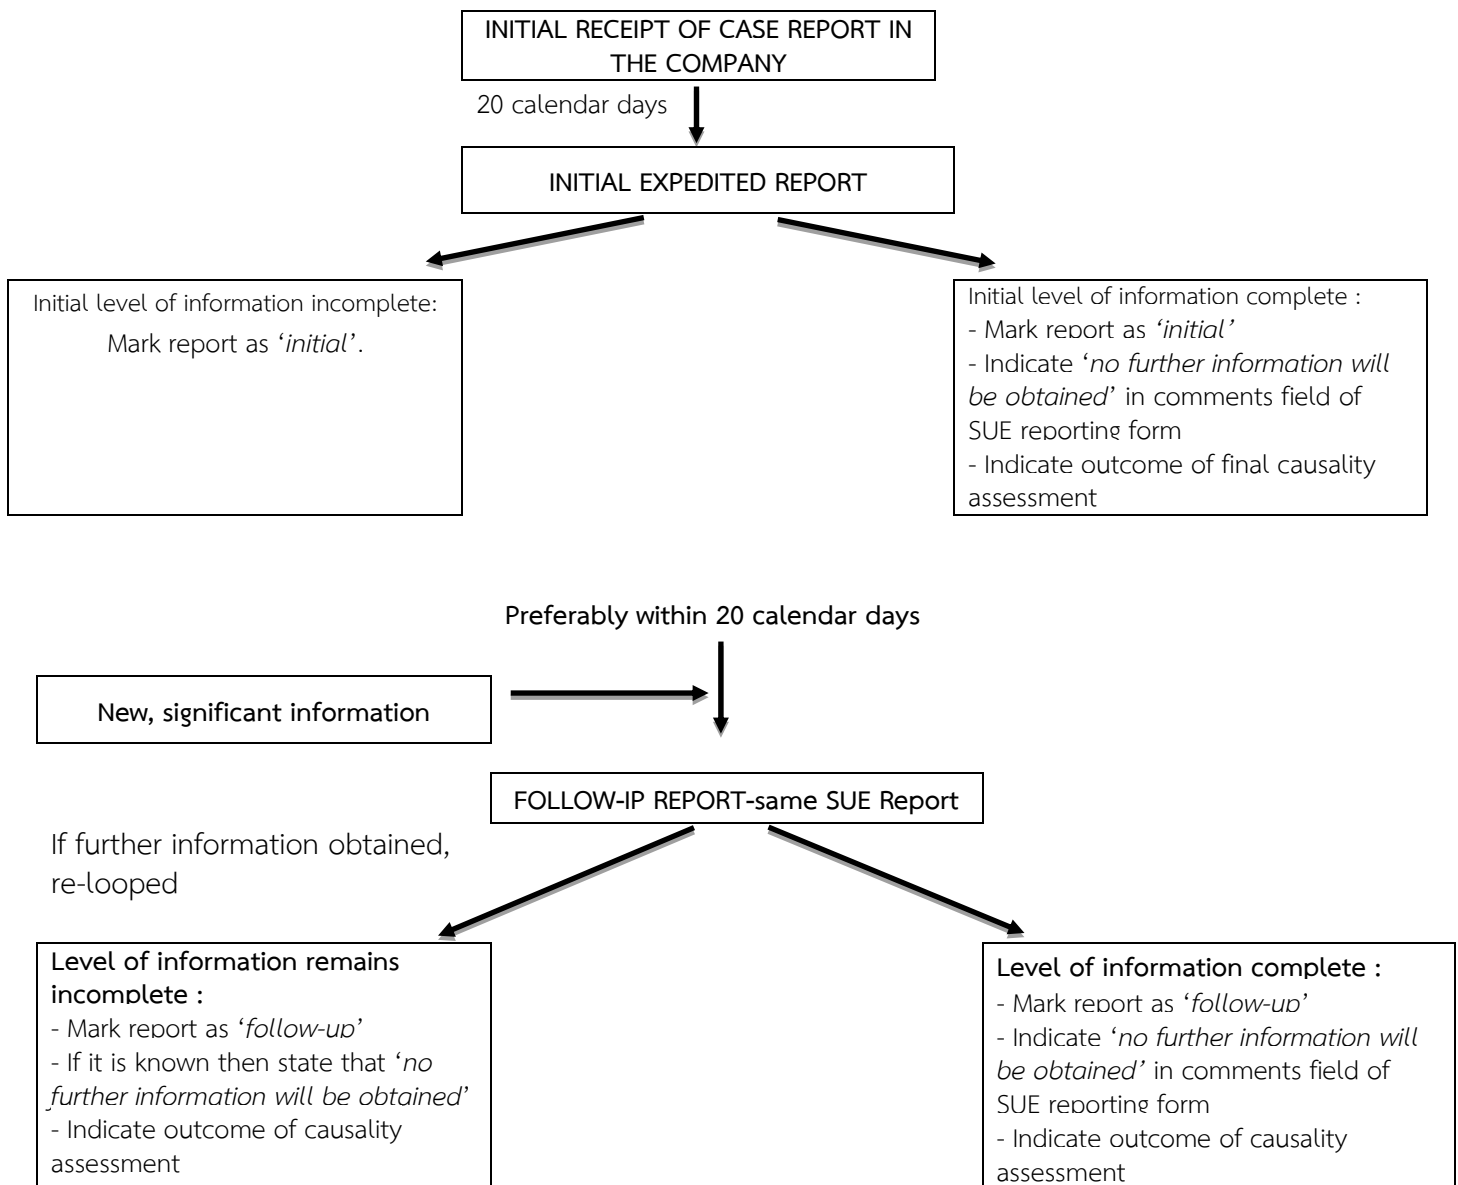 INITIAL RECEIPT OF CASE REPORT IN
THE COMPANY
20 calendar days
INITIAL EXPEDITED REPORT
Initial level of information incomplete:
Mark report as ‘initial’.
Initial level of information complete :
- Mark report as ‘initial’
- Indicate ‘no further information will
be obtained’ in comments field of
SUE reporting form
- Indicate outcome of final causality
assessment
Preferably within 20 calendar days
New, significant information
FOLLOW-IP REPORT-same SUE Report
If further information obtained,
re-looped
Level of information remains
incomplete :
- Mark report as ‘follow-up’
- If it is known then state that ‘no
further information will be obtained’
- Indicate outcome of causality
assessment
Level of information complete :
- Mark report as ‘follow-up’
- Indicate ‘no further information will
be obtained’ in comments field of
SUE reporting form
- Indicate outcome of causality
assessment